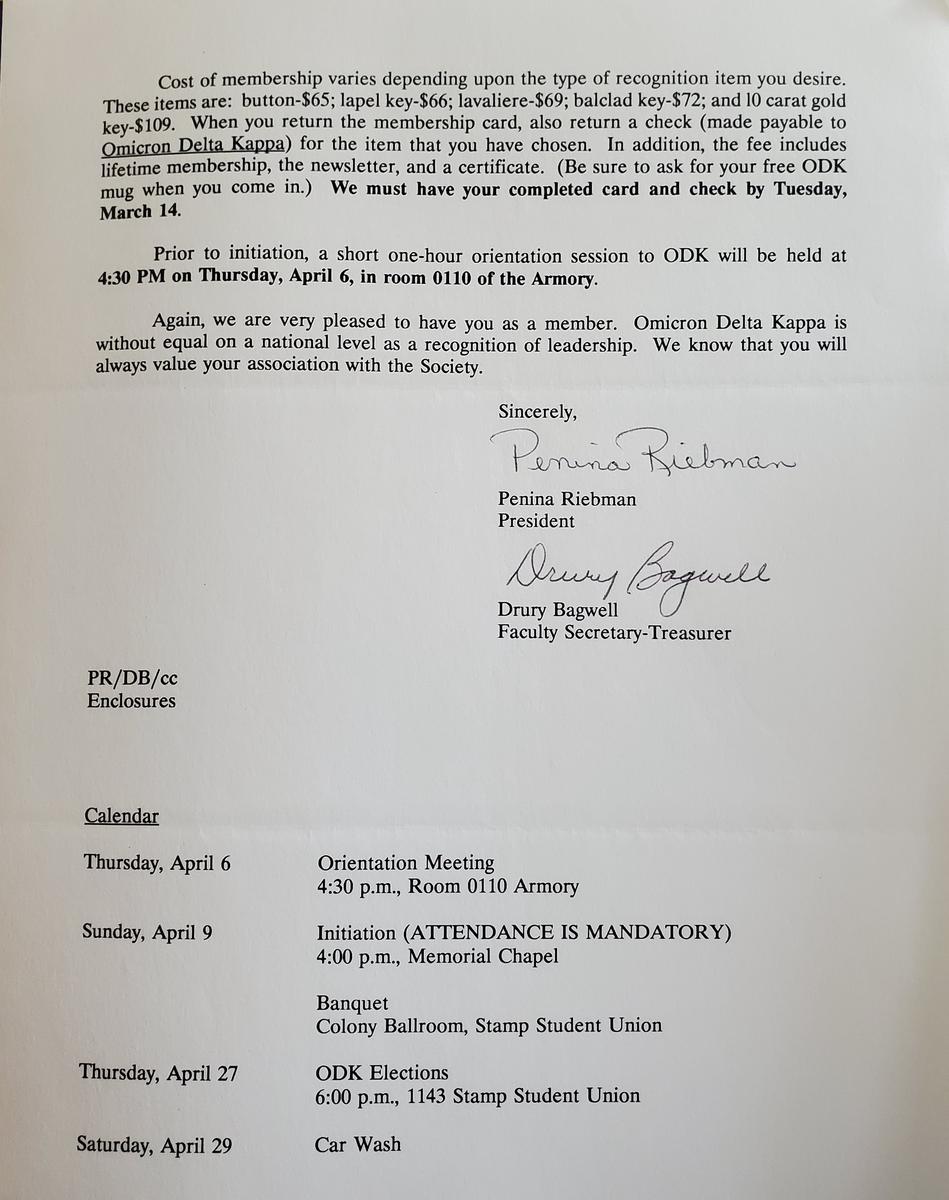 Cost of membership varies depending upon the type of recognition item you desire.
These items are: button-$65; lapel key-$66; lavaliere-$69; balclad key-$72; and 10 carat gold
key-$109. When you return the membership card, also return a check (made payable to
Omicron Delta Kappa) for the item that you have chosen. In addition, the fee includes
lifetime membership, the newsletter, and a certificate. (Be sure to ask for your free ODK
mug when you come in.) We must have your completed card and check by Tuesday,
March 14.
Prior to initiation, a short one-hour orientation session to ODK will be held at
4:30 PM on Thursday, April 6, in room 0110 of the Armory.
Again, we are very pleased to have you as a member. Omicron Delta Kappa is
without equal on a national level as a recognition of leadership. We know that you will
always value your association with the Society.
Sincerely,
Penina Riebman
Penina Riebman
President
Drury Bagwell
Drury Bagwell
Faculty Secretary-Treasurer
PR/DB/cc
Enclosures
Calendar
Thursday, April 6 Orientation Meeting
4:30 p.m., Room 0110 Armory
Sunday, April 9 Initiation (ATTENDANCE IS MANDATORY)
4:00 p.m., Memorial Chapel
Banquet
Colony Ballroom, Stamp Student Union
Thursday, April 27 ODK Elections
6:00 p.m., 1143 Stamp Student Union
Saturday, April 29 Car Wash